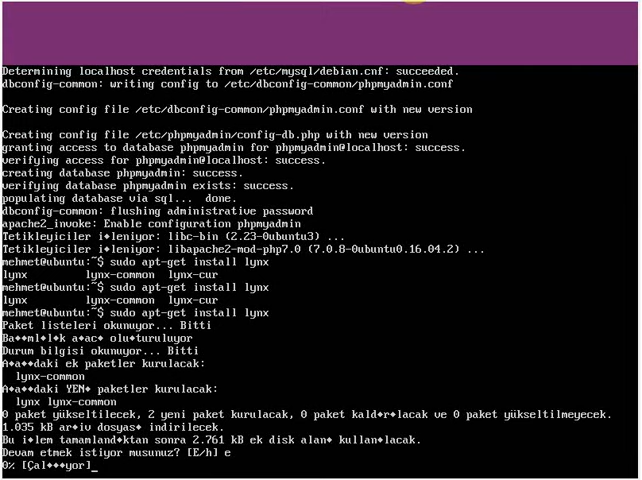 Determining localhost credentials from /etc/mysql/debian.cnf: succeeded.
dbconfig-common: writing config to /etc/dbconfig-common/phpmyadmin.conf
Creating config file /etc/dbconfig-common/phpmyadmin.conf with new version
Creating config file /etc/phpmyadmin/config-db.php with new version
granting access to database phpmyadmin for phpmyadmin@localhost: success.
verifying access for phpmyadmin@localhost: success.
creating database phpmyadmin: success.
verifying database phpmyadmin exists: success.
populating database via sql...  done.
dbconfig-common: flushing administrative password
apache2_invoke: Enable configuration phpmyadmin
Tetikleyiciler i♦leniyor: libc-bin (2.23-0ubuntu3) ...
Tetikleyiciler i♦leniyor: libapache2-mod-php7.0 (7.0.8-0ubuntu0.16.04.2) ...
mehmet@ubuntu:~$ sudo apt-get install lynx
lynx         lynx-common  lynx-cur
mehmet@ubuntu:~$ sudo apt-get install lynx
lynx         lynx-common  lynx-cur
mehmet@ubuntu:~$ sudo apt-get install lynx
Paket listeleri okunuyor... Bitti
Ba♦♦ml♦l♦k a♦ac♦ olu♦turuluyor
Durum bilgisi okunuyor... Bitti
A♦a♦♦daki ek paketler kurulacak:
  lynx-common
A♦a♦♦daki YEN♦ paketler kurulacak:
  lynx lynx-common
0 paket yükseltilecek, 2 yeni paket kurulacak, 0 paket kald♦r♦lacak ve 0 paket yükseltilmeyecek.
1.035 kB ar♦iv dosyas♦ indirilecek.
Bu i♦lem tamamland♦ktan sonra 2.761 kB ek disk alan♦ kullan♦lacak.
Devam etmek istiyor musunuz? [E/h] e
0% [Çal♦♦♦yor]_